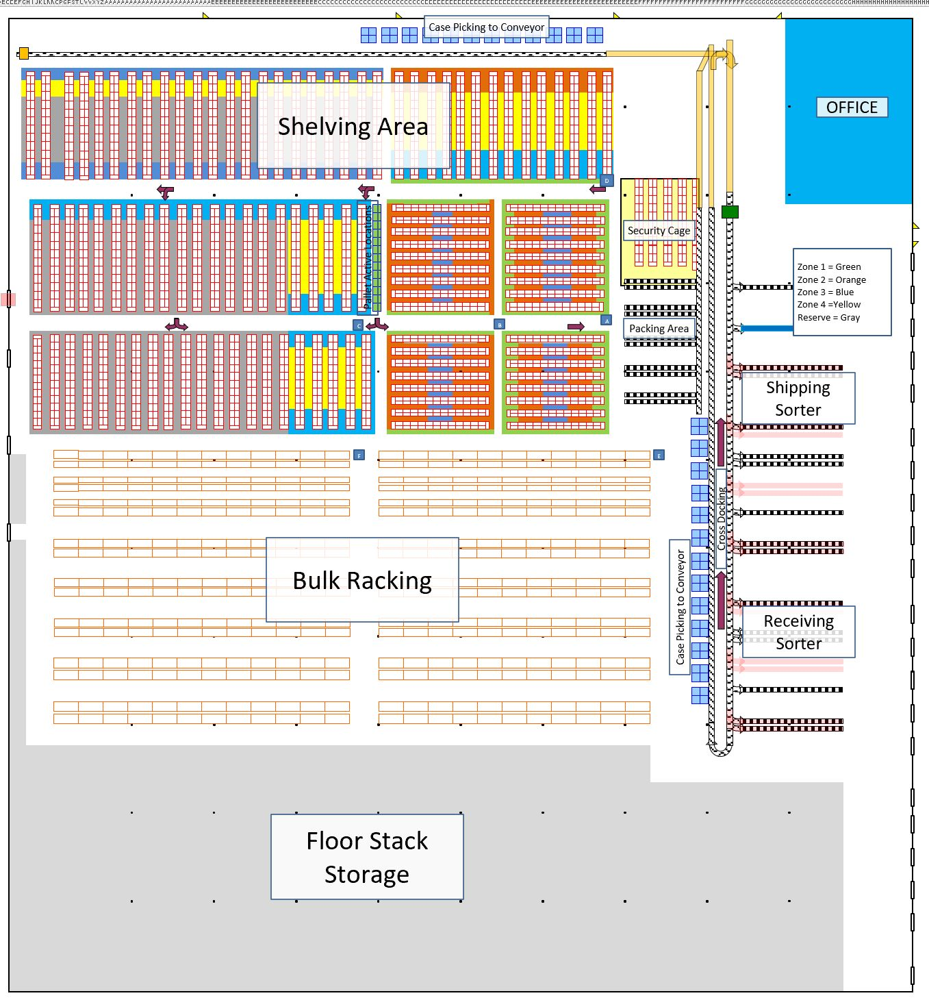 Case Picking to Conveyor
OFFICE
Shelving Area
D
Pallet Active Locations
Security Cage
Zone 1 = Green
Zone 2 = Orange
Zone 3 = Blue
Zone 4 =Yellow
Reserve = Gray
C
B
A
Packing Area
Shipping
Sorter
F
E
Cross Docking
Case Picking to Conveyor
Bulk Racking
Receiving
Sorter
Floor Stack
Storage